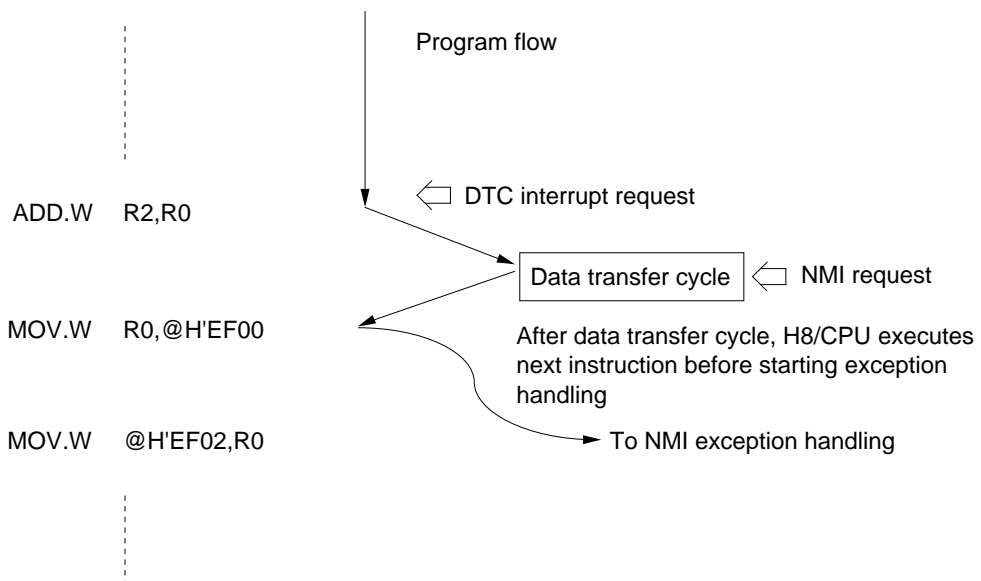 Program flow
DTC interrupt request
ADD.W R2,R0
Data transfer cycle
NMI request
MOV.W R0,@H'EF00
After data transfer cycle, H8/CPU executes
next instruction before starting exception
handling
MOV.W @H'EF02,R0
To NMI exception handling